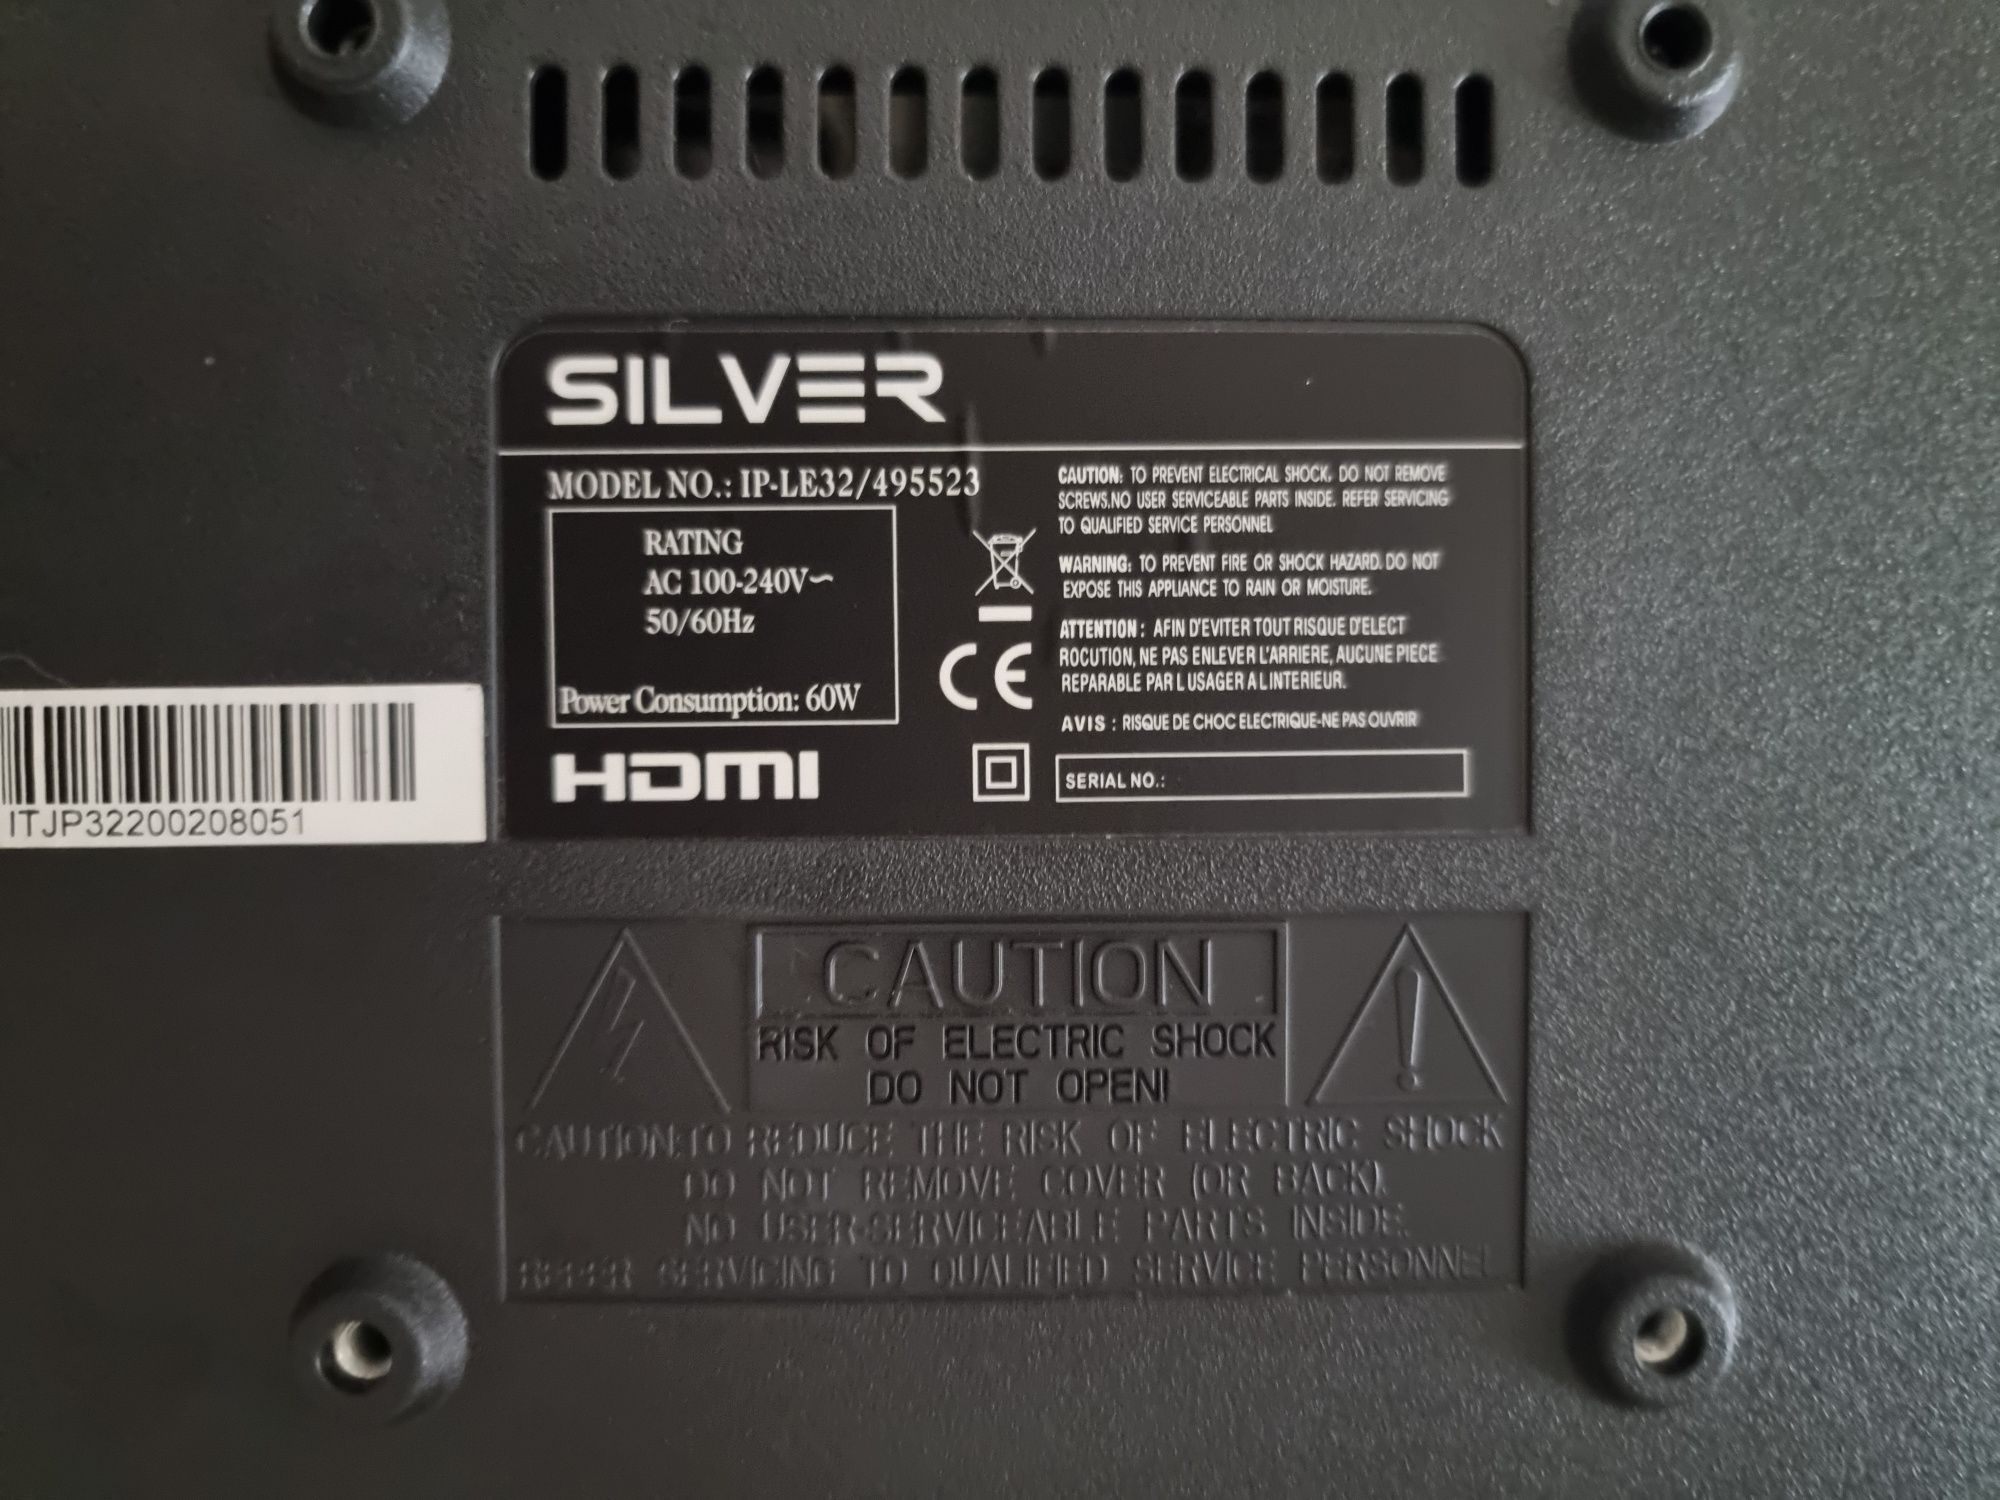 SILVER
MODEL NO.: IP-LE32/495523
RATING
AC 100-240V~
50/60Hz
Power Consumption: 60W
HDMI
CE
CAUTION: TO PREVENT ELECTRICAL SHOCK, DO NOT REMOVE
SCREWS.NO USER SERVICEABLE PARTS INSIDE. REFER SERVICING
TO QUALIFIED SERVICE PERSONNEL
WARNING: TO PREVENT FIRE OR SHOCK HAZARD. DO NOT
EXPOSE THIS APPLIANCE TO RAIN OR MOISTURE.
ATTENTION : AFIN D'EVITER TOUT RISQUE D'ELECT
ROCUTION, NE PAS ENLEVER L'ARRIERE, AUCUNE PIECE
REPARABLE PAR L USAGER A L INTERIEUR.
AVIS : RISQUE DE CHOC ELECTRIQUE-NE PAS OUVRIR
SERIAL NO.:
ITJP32200208051
CAUTION
RISK OF ELECTRIC SHOCK
DO NOT OPEN!
CAUTION:TO REDUCE THE RISK OF ELECTRIC SHOCK
DO NOT REMOVE COVER (OR BACK).
NO USER-SERVICEABLE PARTS INSIDE.
REFER SERVICING TO QUALIFIED SERVICE PERSONNEL